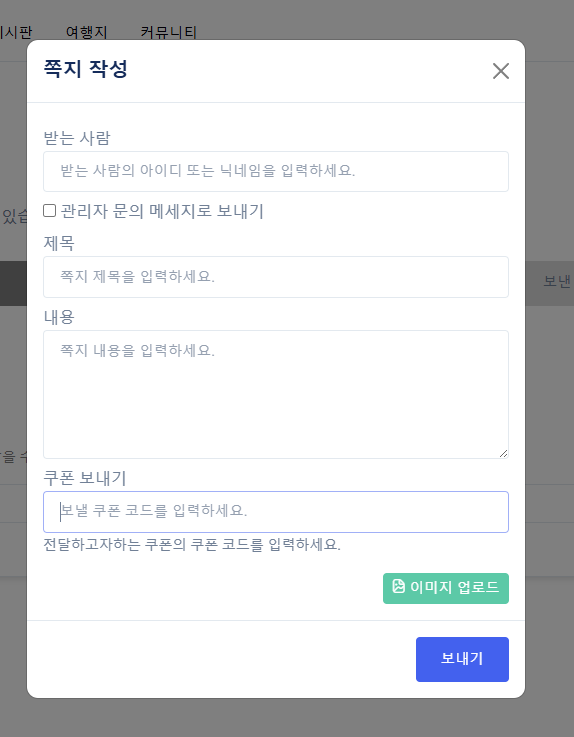 여행지 커뮤니티
쪽지 작성
받는 사람
받는 사람의 아이디 또는 닉네임을 입력하세요.
관리자 문의 메세지로 보내기
제목
쪽지 제목을 입력하세요.
보낸
내용
쪽지 내용을 입력하세요.
쿠폰 보내기
보낼 쿠폰 코드를 입력하세요.
전달하고자하는 쿠폰의 쿠폰 코드를 입력하세요.
이미지 업로드
보내기